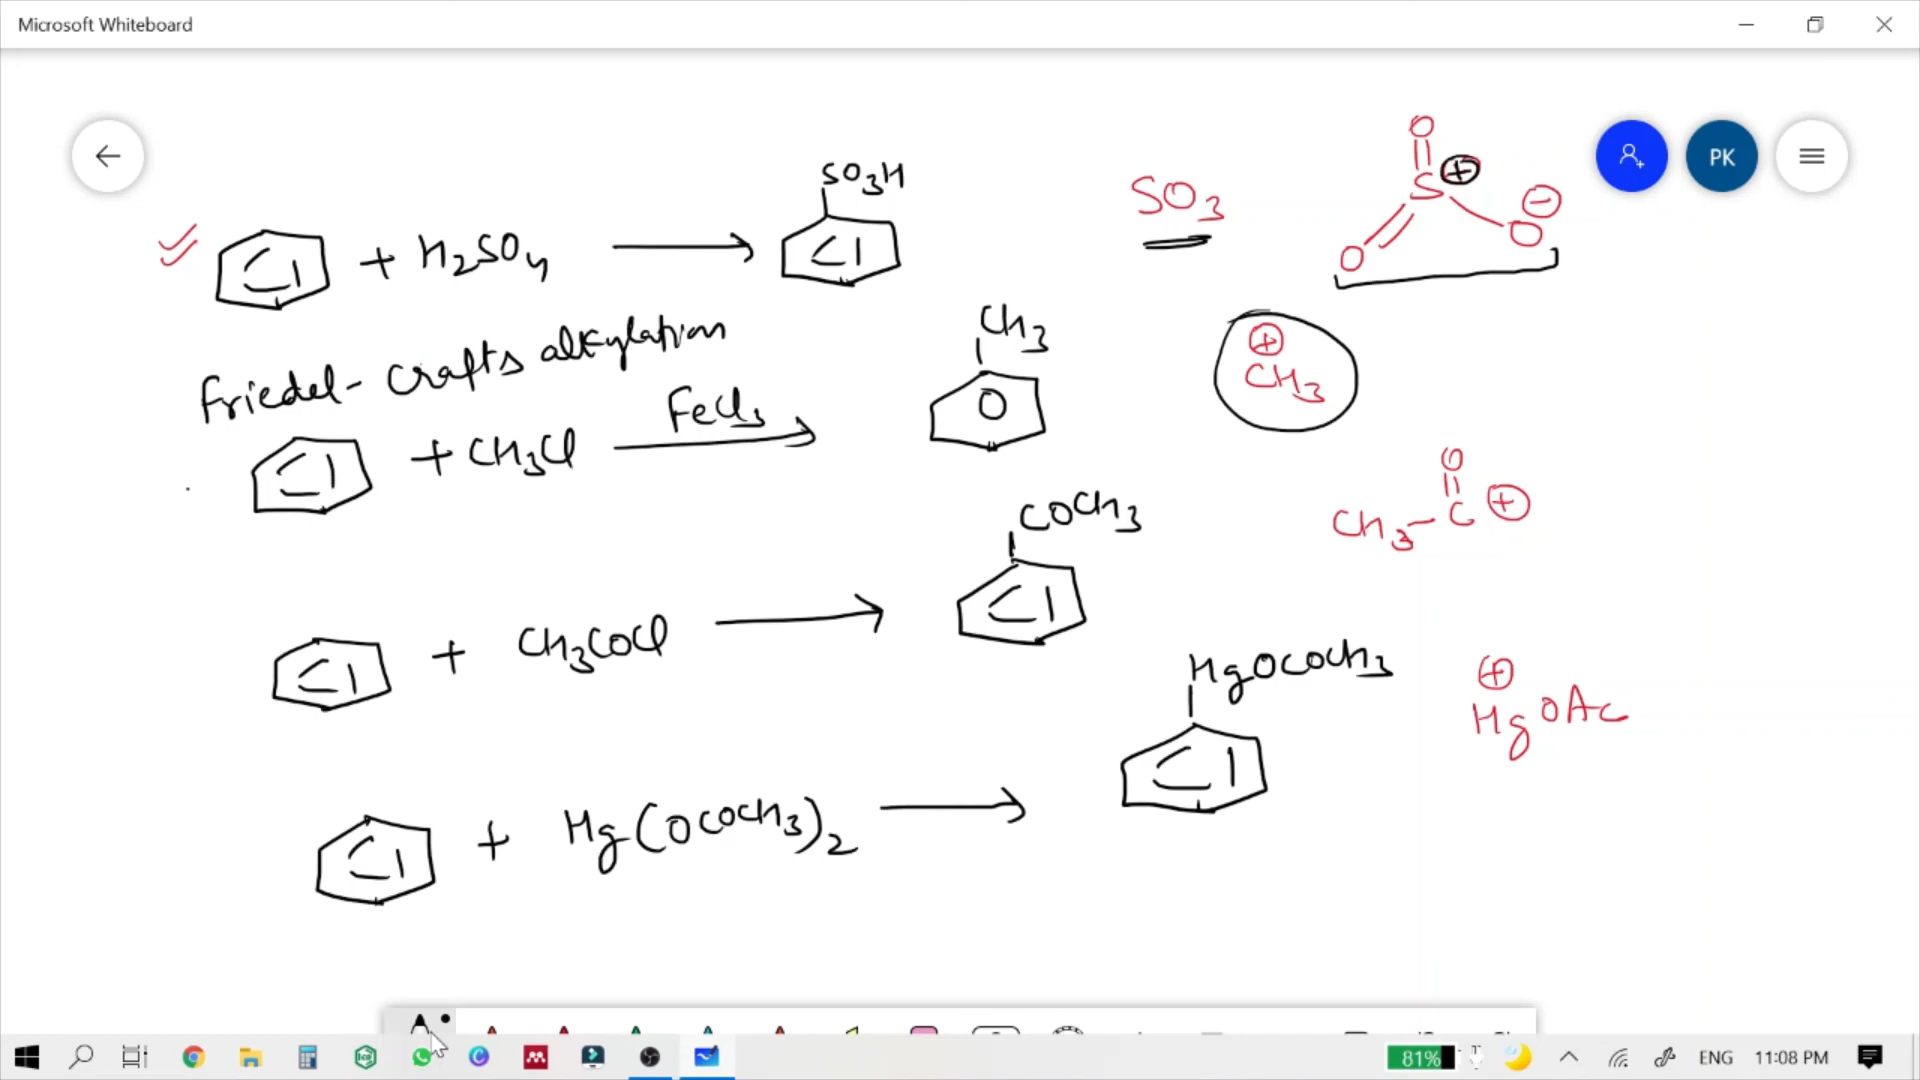 Microsoft Whiteboard
PK
SO3H
+ H2SO4
SO3
O
S +
O O -
Friedel- Crafts alkylation
CH3
+
CH3
+ CH3Cl FeCl3
O
COCH3
O
CH3-C +
+ CH3COCl
HgOCOCH3
+
HgOAc
+ Hg(OCOCH3)2
81% ENG 11:08 PM